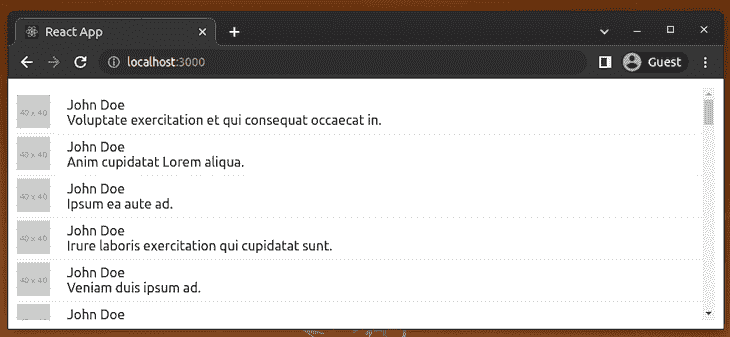 React App
localhost:3000
Guest
40 x 40
John Doe
Voluptate exercitation et qui consequat occaecat in.
40 x 40
John Doe
Anim cupidatat Lorem aliqua.
40 x 40
John Doe
Ipsum ea aute ad.
40 x 40
John Doe
Irure laboris exercitation qui cupidatat sunt.
40 x 40
John Doe
Veniam duis ipsum ad.
40 x 40
John Doe